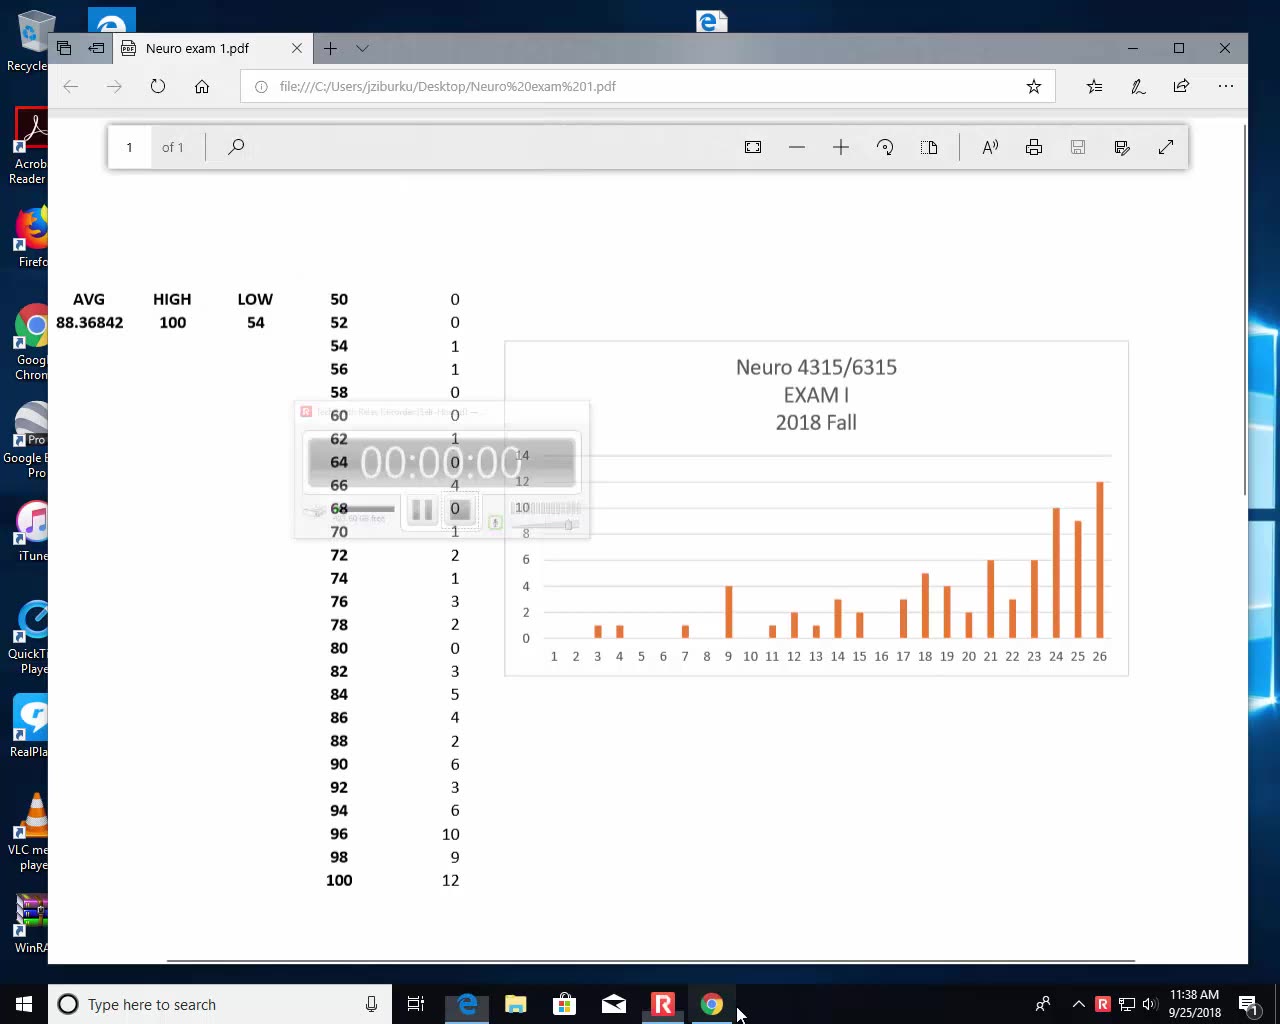 Recycle
Neuro exam 1.pdf
file:///C:/Users/jziburku/Desktop/Neuro%20exam%201.pdf
1 of 1
Acrob
Reader
Firefo
Googl
Chrom
Google E
Pro
Pro
iTune
QuickTi
Playe
RealPla
VLC me
playe
WinRA
AVG HIGH LOW 50 0
88.36842 100 54 52 0
54 1
56 1
58 0
60 0
62 1
64 0
66 4
68 0
70 1
72 2
74 1
76 3
78 2
80 0
82 3
84 5
86 4
88 2
90 6
92 3
94 6
96 10
98 9
100 12
00:00:00
Neuro 4315/6315
EXAM I
2018 Fall
14
12
10
8
6
4
2
0
1 2 3 4 5 6 7 8 9 10 11 12 13 14 15 16 17 18 19 20 21 22 23 24 25 26
Type here to search
11:38 AM
9/25/2018
1